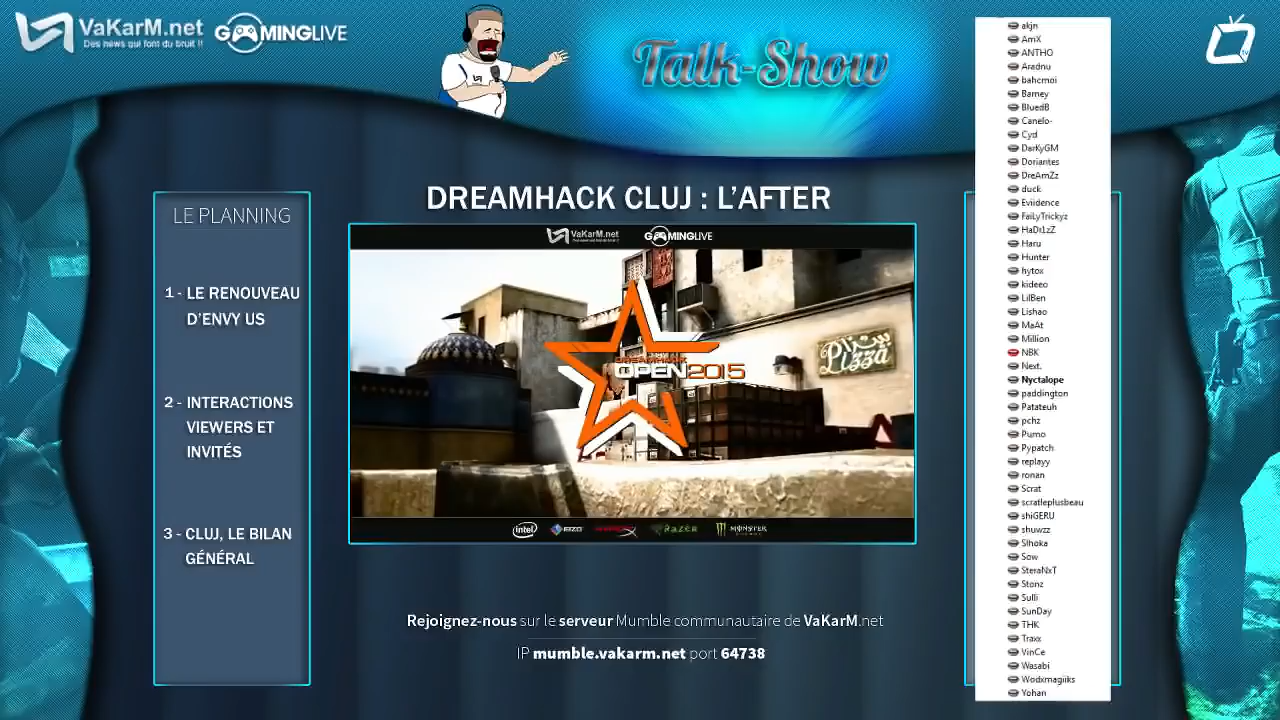 VaKarM.net
Des news qui font du bruit !!
GAMINGLIVE
Talk-Show
TV
LE PLANNING
1 - LE RENOUVEAU
D'ENVY US
2 - INTERACTIONS
VIEWERS ET
INVITÉS
3 - CLUJ, LE BILAN
GÉNÉRAL
DREAMHACK CLUJ : L'AFTER
VaKarM.net
GAMINGLIVE
Pizza
OPEN2015
intel
RAZER
MONSTER
Rejoignez-nous sur le serveur Mumble communautaire de VaKarM.net
IP mumble.vakarm.net port 64738
akjn
AmX
ANTHO
Aradnu
bahcmoi
Barney
BluedB
Canelo-
Cyd
DarKyGM
Doriantes
DreAmZz
duck
Eviidence
FaiLyTrickyz
HaDr1zZ
Haru
Hunter
hytox
kideeo
LilBen
Lishao
MaAt
Million
NBK
Next.
Nyctalope
paddington
Patateuh
pchz
Pumo
Pypatch
replayy
ronan
Scrat
scratleplusbeau
shiGERU
shuwzz
Slhoka
Sow
SteraNxT
Stonz
Sulli
SunDay
THK
Traxx
VinCe
Wasabi
Wodxmagiiks
Yohan